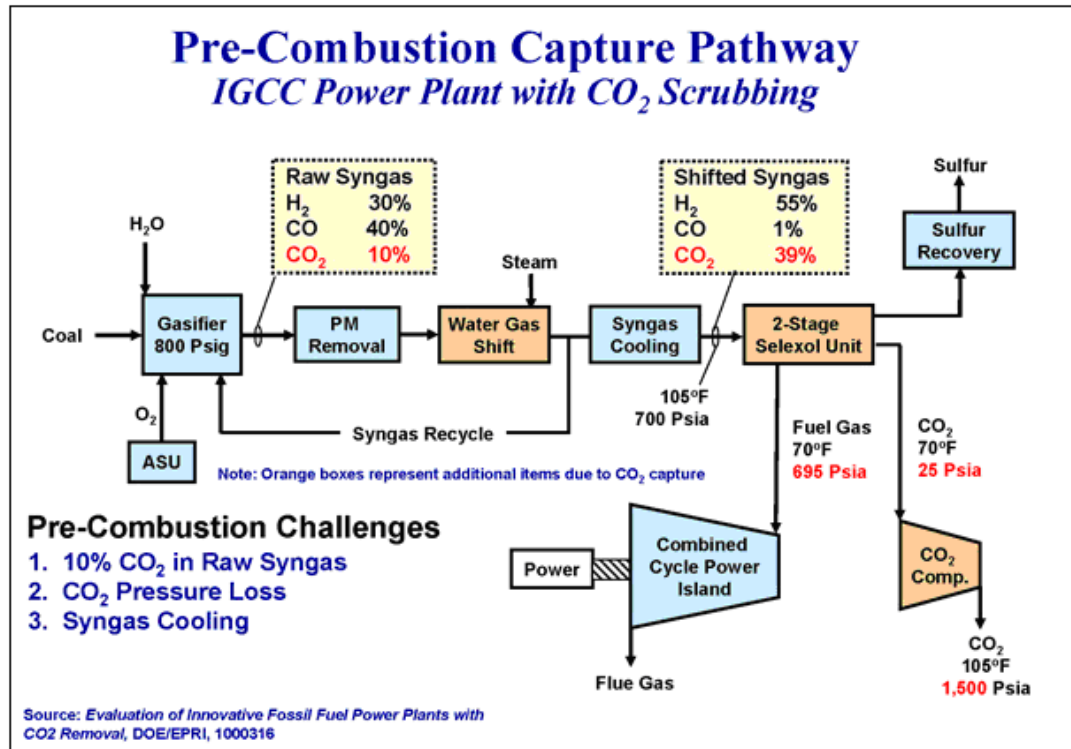 Pre-Combustion Capture Pathway
IGCC Power Plant with CO₂ Scrubbing
Raw Syngas
H₂ 30%
CO 40%
CO₂ 10%
Shifted Syngas
H₂ 55%
CO 1%
CO₂ 39%
Sulfur
Sulfur
Recovery
H₂O
Steam
Coal
Gasifier
800 Psig
PM
Removal
Water Gas
Shift
Syngas
Cooling
2-Stage
Selexol Unit
105°F
700 Psia
O₂
Syngas Recycle
ASU
Note: Orange boxes represent additional items due to CO₂ capture
Fuel Gas
70°F
695 Psia
CO₂
70°F
25 Psia
Pre-Combustion Challenges
1. 10% CO₂ in Raw Syngas
2. CO₂ Pressure Loss
3. Syngas Cooling
Power
Combined
Cycle Power
Island
CO₂
Comp.
Flue Gas
CO₂
105°F
1,500 Psia
Source: Evaluation of Innovative Fossil Fuel Power Plants with
CO2 Removal, DOE/EPRI, 1000316